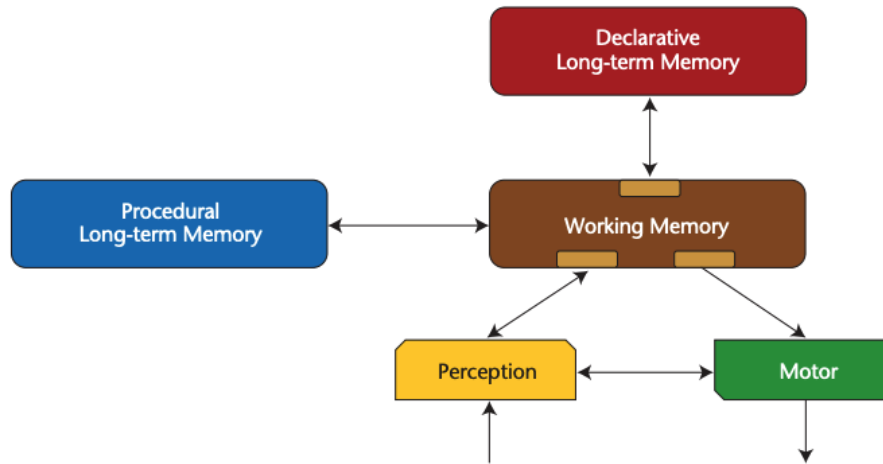 Declarative
Long-term Memory
Procedural
Long-term Memory
Working Memory
Perception
Motor